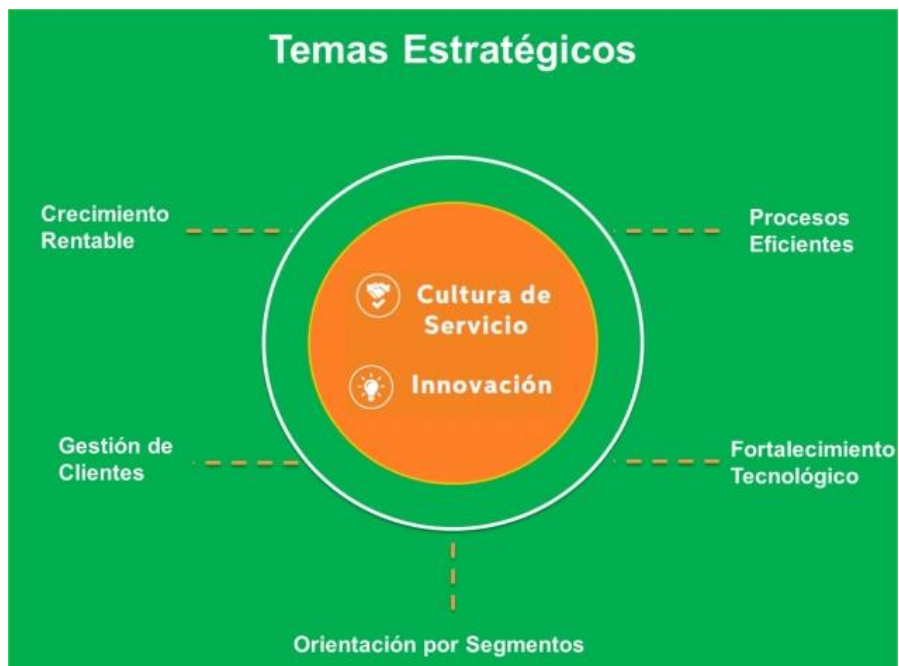 Temas Estratégicos
Crecimiento
Rentable
Procesos
Eficientes
Cultura de
Servicio
Innovación
Gestión de
Clientes
Fortalecimiento
Tecnológico
Orientación por Segmentos